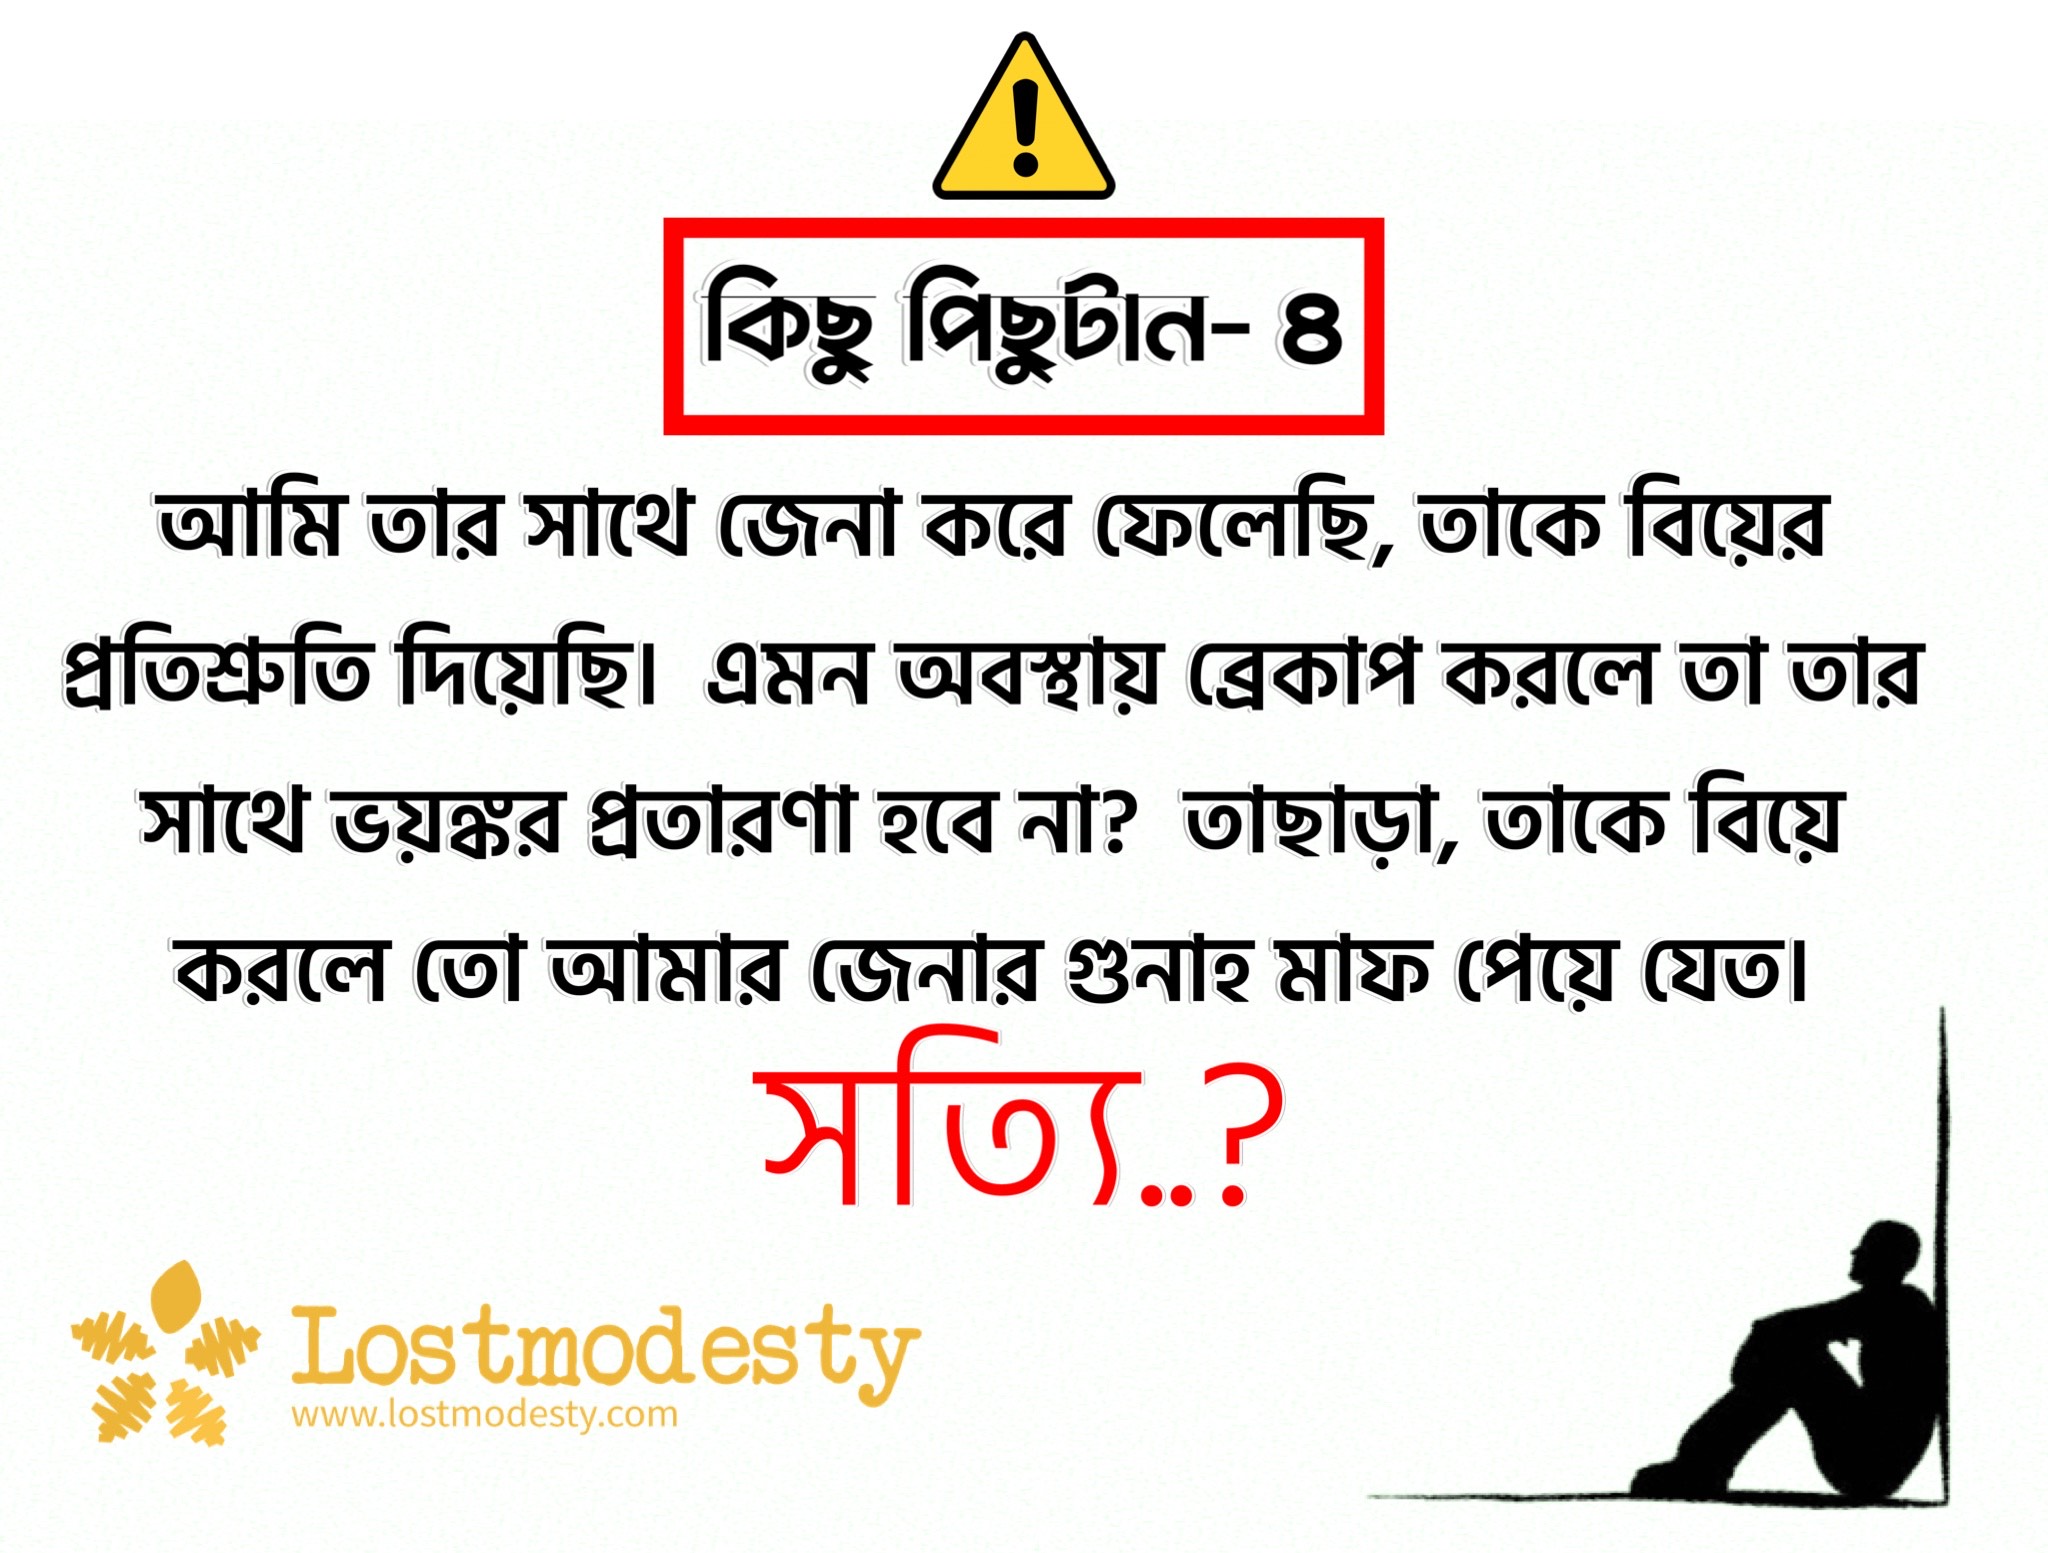 কিছু পিছুটান- ৪
আমি তার সাথে জেনা করে ফেলেছি, তাকে বিয়ের
প্রতিশ্রুতি দিয়েছি। এমন অবস্থায় ব্রেকাপ করলে তা তার
সাথে ভয়ঙ্কর প্রতারণা হবে না? তাছাড়া, তাকে বিয়ে
করলে তো আমার জেনার গুনাহ মাফ পেয়ে যেত।
সত্যি...?
Lostmodesty
www.lostmodesty.com